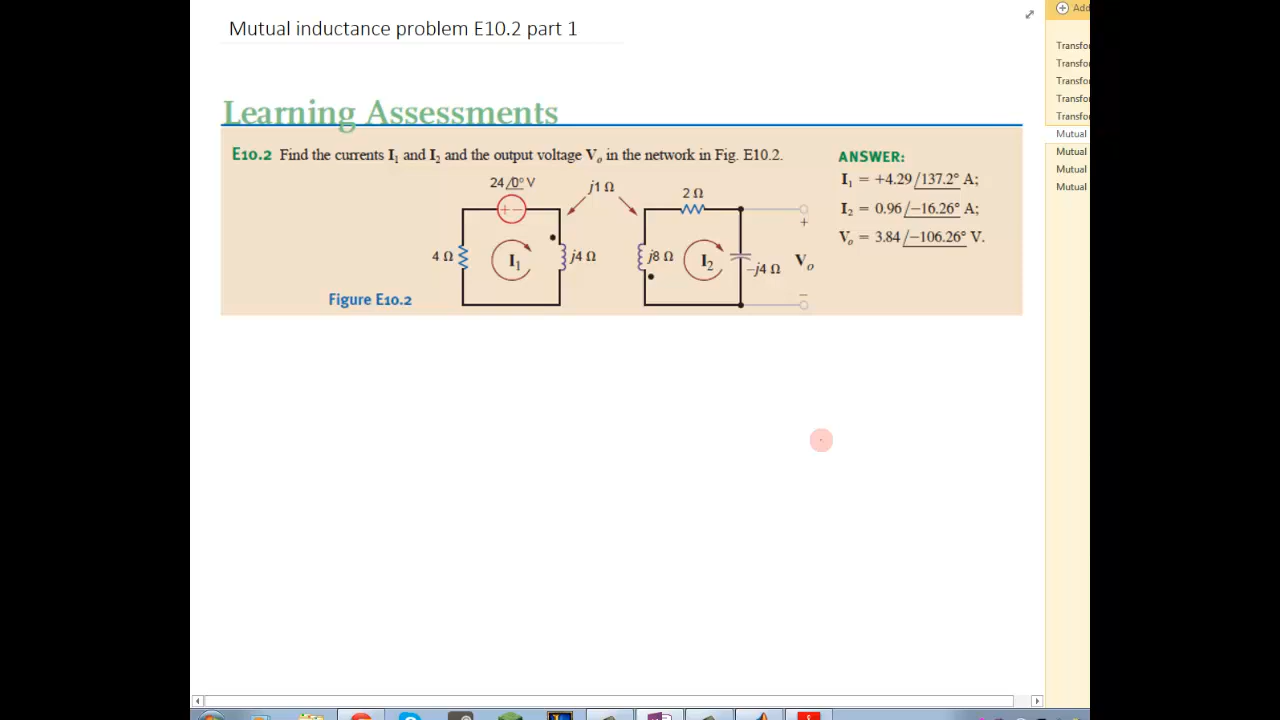 Mutual inductance problem E10.2 part 1
Add
Transfo
Transfo
Transfo
Transfo
Transfo
Mutual
Mutual
Mutual
Mutual
Learning Assessments
E10.2 Find the currents I₁ and I₂ and the output voltage Vₒ in the network in Fig. E10.2.
ANSWER:
I₁ = +4.29/137.2° A;
I₂ = 0.96/−16.26° A;
Vₒ = 3.84/−106.26° V.
24/0° V
+ −
j1 Ω
2 Ω
+
4 Ω
I₁
j4 Ω
j8 Ω
I₂
−j4 Ω
Vₒ
−
Figure E10.2